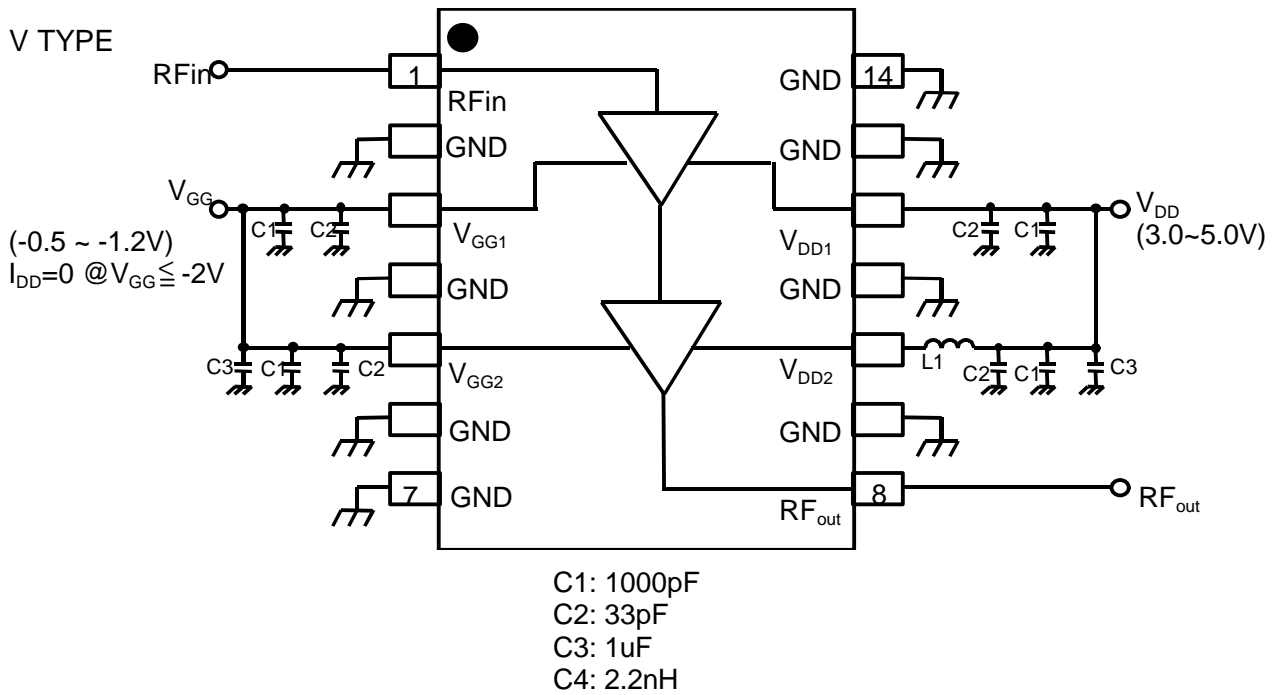 V TYPE
RFin
1
RFin
GND
14
GND
GND
V_GG
C1
C2
V_GG1
V_DD1
C2
C1
V_DD
(3.0~5.0V)
(-0.5 ~ -1.2V)
I_DD=0 @V_GG≦ -2V
GND
GND
C3
C1
C2
V_GG2
V_DD2
L1
C2
C1
C3
GND
GND
7
GND
8
RF_out
RF_out
C1: 1000pF
C2: 33pF
C3: 1uF
C4: 2.2nH